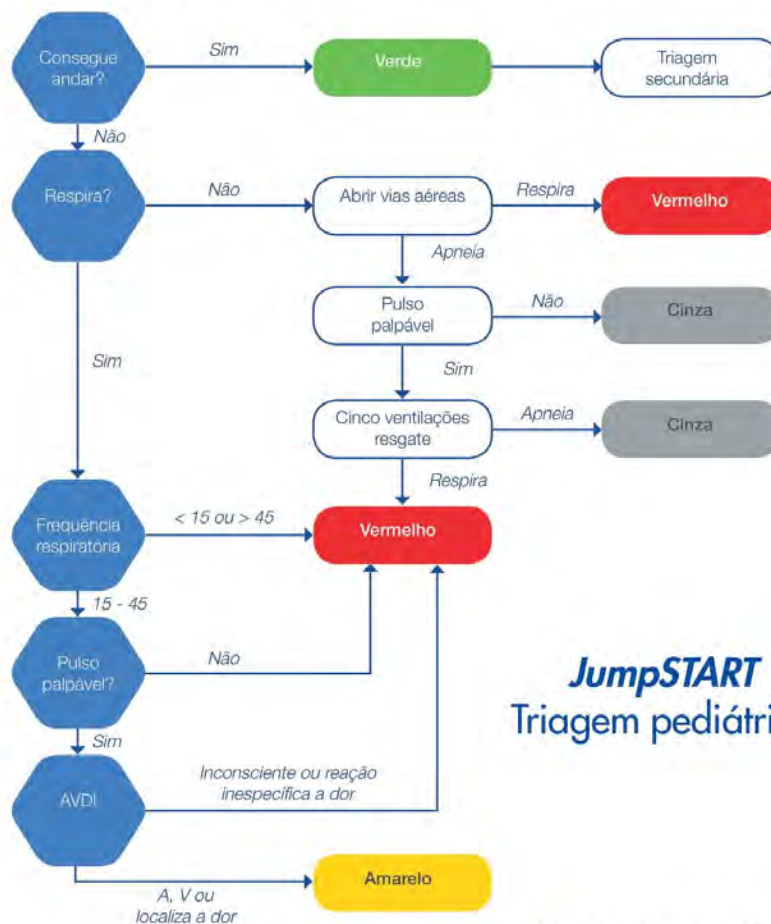 Consegue
andar?
Sim
Verde
Triagem
secundária
Não
Respira?
Não
Abrir vias aéreas
Respira
Vermelho
Apneia
Pulso
palpável
Não
Cinza
Sim
Sim
Cinco ventilações
resgate
Apneia
Cinza
Respira
Frequência
respiratória
< 15 ou > 45
Vermelho
15 - 45
Pulso
palpável?
Não
JumpSTART
Triagem pediátri
Sim
AVDI
Inconsciente ou reação
inespecífica a dor
Amarelo
A, V ou
localiza a dor